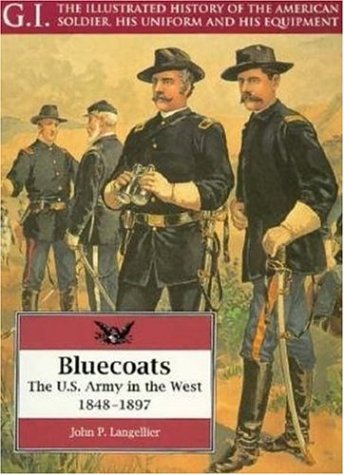 G.I. THE ILLUSTRATED HISTORY OF THE AMERICAN
SOLDIER, HIS UNIFORM AND HIS EQUIPMENT
Bluecoats
The U.S. Army in the West
1848–1897
John P. Langellier